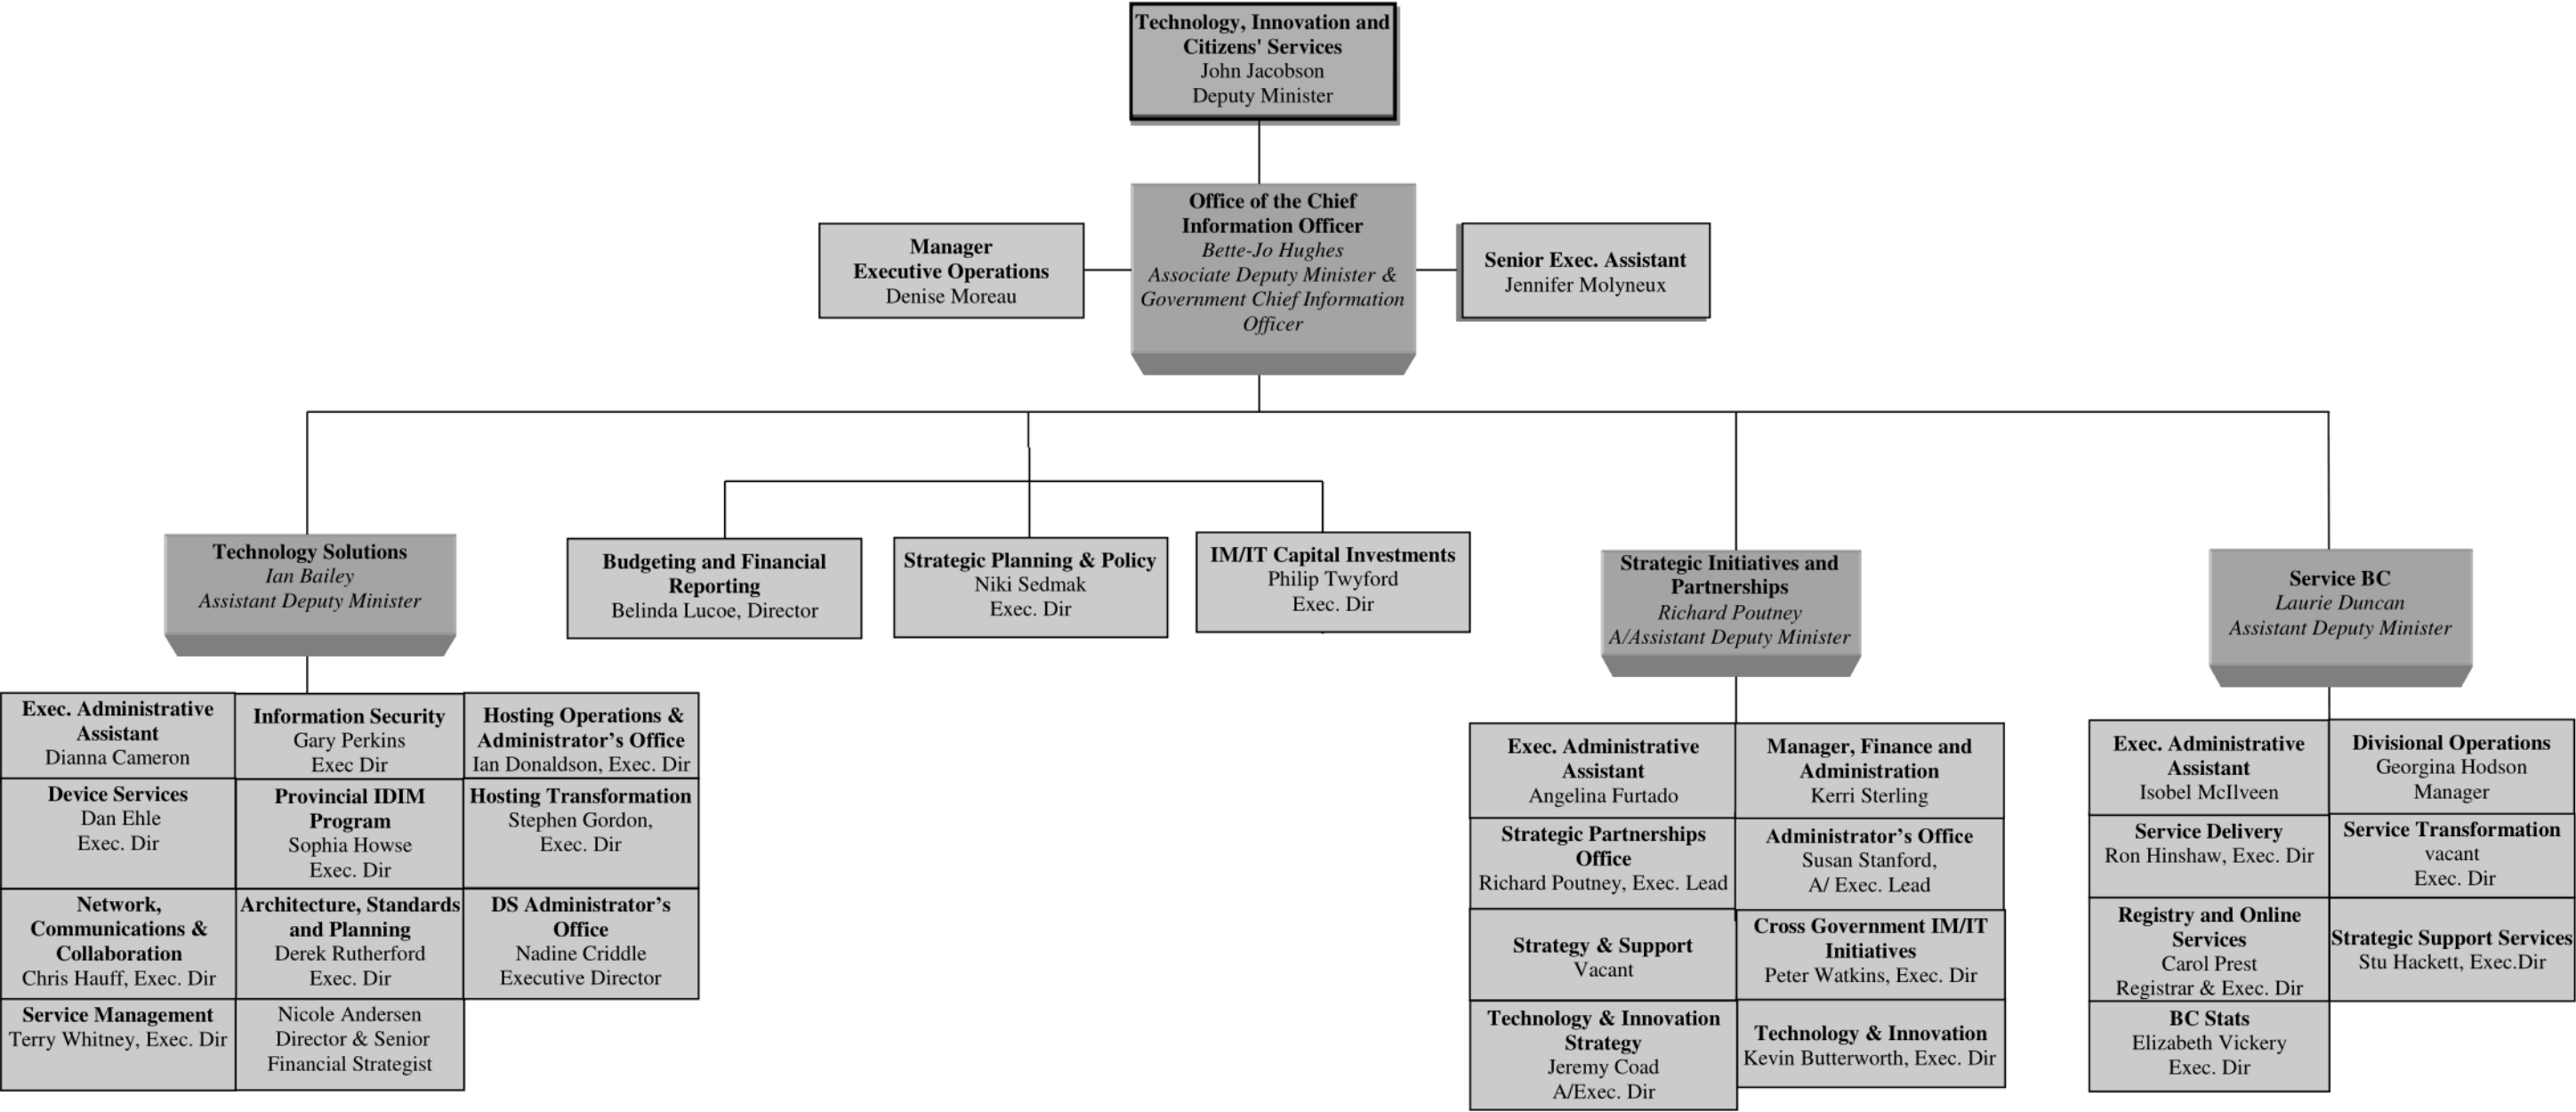 Technology, Innovation and
Citizens' Services
John Jacobson
Deputy Minister
Office of the Chief
Information Officer
Bette-Jo Hughes
Associate Deputy Minister &
Government Chief Information
Officer
Manager
Executive Operations
Denise Moreau
Senior Exec. Assistant
Jennifer Molyneux
Technology Solutions
Ian Bailey
Assistant Deputy Minister
Budgeting and Financial
Reporting
Belinda Lucoe, Director
Strategic Planning & Policy
Niki Sedmak
Exec. Dir
IM/IT Capital Investments
Philip Twyford
Exec. Dir
Strategic Initiatives and
Partnerships
Richard Poutney
A/Assistant Deputy Minister
Service BC
Laurie Duncan
Assistant Deputy Minister
Exec. Administrative
Assistant
Dianna Cameron
Information Security
Gary Perkins
Exec Dir
Hosting Operations &
Administrator’s Office
Ian Donaldson, Exec. Dir
Device Services
Dan Ehle
Exec. Dir
Provincial IDIM
Program
Sophia Howse
Exec. Dir
Hosting Transformation
Stephen Gordon,
Exec. Dir
Network,
Communications &
Collaboration
Chris Hauff, Exec. Dir
Architecture, Standards
and Planning
Derek Rutherford
Exec. Dir
DS Administrator’s
Office
Nadine Criddle
Executive Director
Service Management
Terry Whitney, Exec. Dir
Nicole Andersen
Director & Senior
Financial Strategist
Exec. Administrative
Assistant
Angelina Furtado
Manager, Finance and
Administration
Kerri Sterling
Strategic Partnerships
Office
Richard Poutney, Exec. Lead
Administrator’s Office
Susan Stanford,
A/ Exec. Lead
Strategy & Support
Vacant
Cross Government IM/IT
Initiatives
Peter Watkins, Exec. Dir
Technology & Innovation
Strategy
Jeremy Coad
A/Exec. Dir
Technology & Innovation
Kevin Butterworth, Exec. Dir
Exec. Administrative
Assistant
Isobel McIlveen
Divisional Operations
Georgina Hodson
Manager
Service Delivery
Ron Hinshaw, Exec. Dir
Service Transformation
vacant
Exec. Dir
Registry and Online
Services
Carol Prest
Registrar & Exec. Dir
Strategic Support Services
Stu Hackett, Exec.Dir
BC Stats
Elizabeth Vickery
Exec. Dir